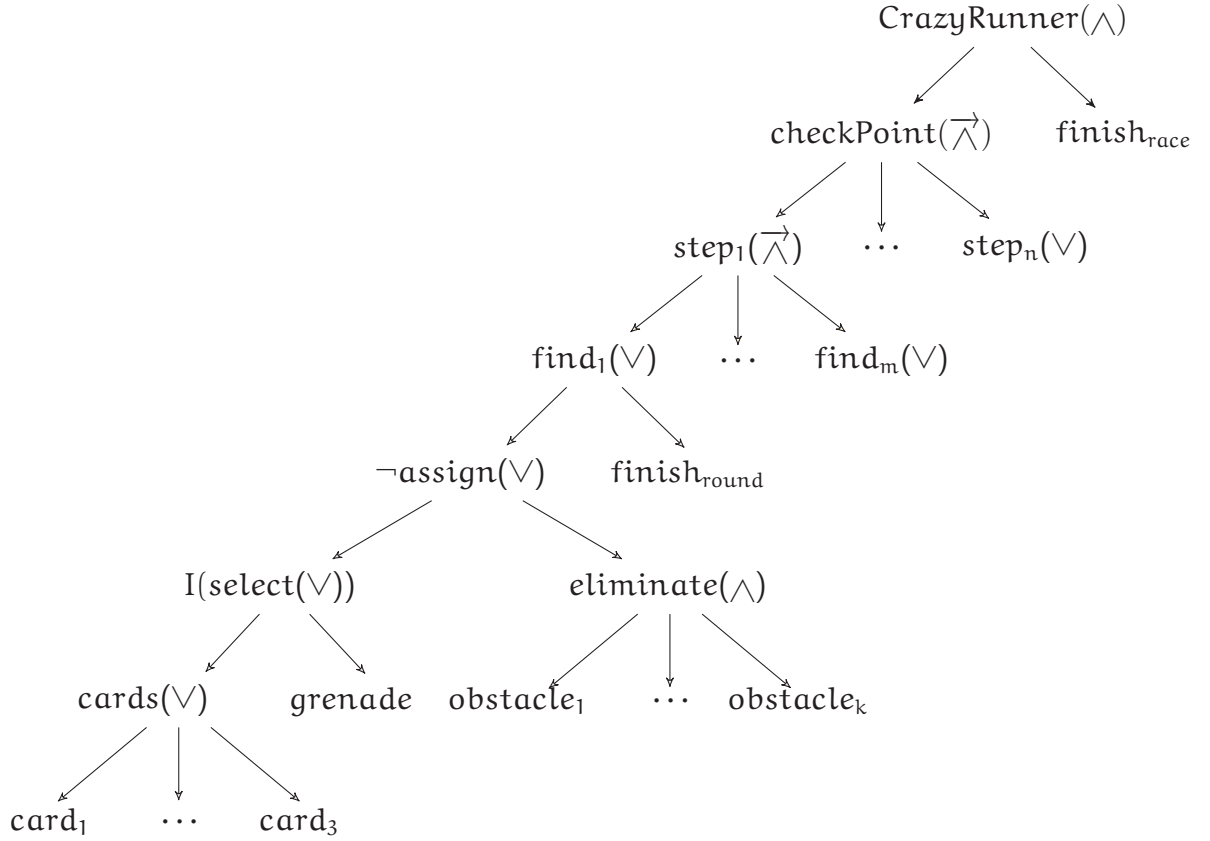 CrazyRunner(∧)
checkPoint(∧⃗) finish_race
step₁(∧⃗) ⋯ stepₙ(∨)
find₁(∨) ⋯ findₘ(∨)
¬assign(∨) finish_round
I(select(∨)) eliminate(∧)
cards(∨) grenade obstacle₁ ⋯ obstacleₖ
card₁ ⋯ card₃